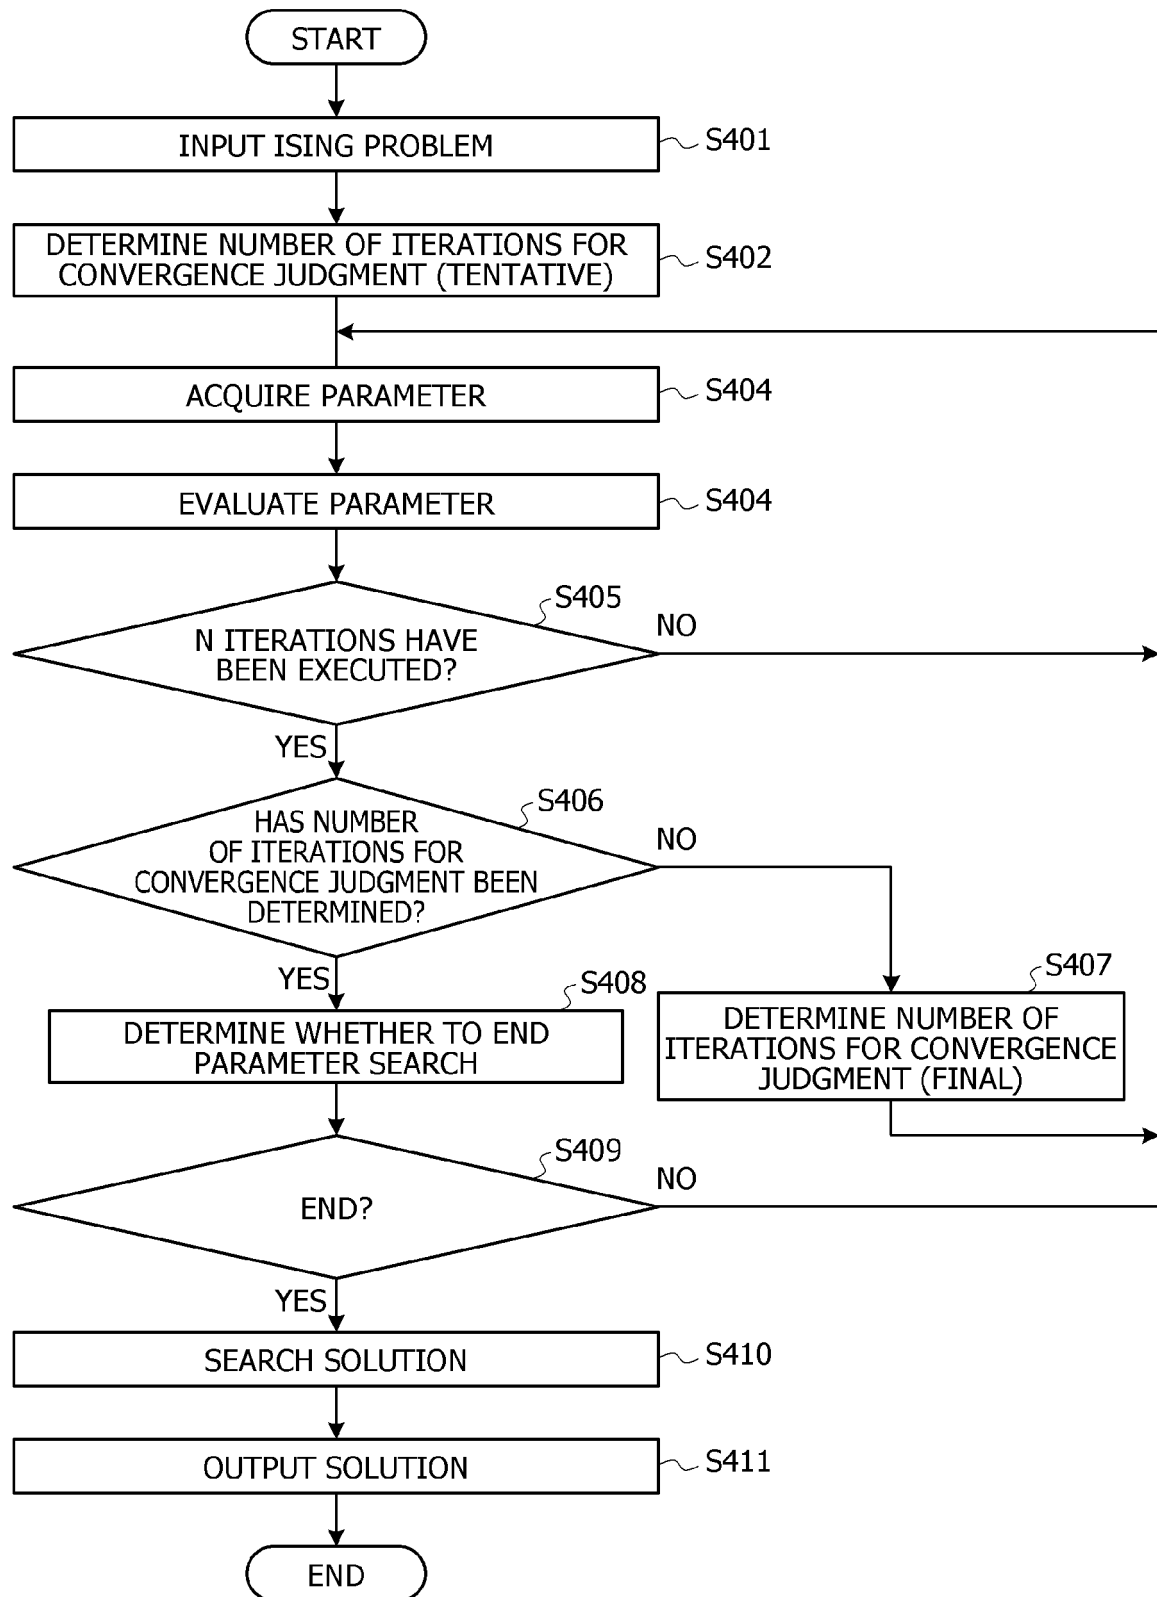 START
INPUT ISING PROBLEM
S401
DETERMINE NUMBER OF ITERATIONS FOR
CONVERGENCE JUDGMENT (TENTATIVE)
S402
ACQUIRE PARAMETER
S404
EVALUATE PARAMETER
S404
S405
N ITERATIONS HAVE
BEEN EXECUTED?
NO
YES
S406
HAS NUMBER
OF ITERATIONS FOR
CONVERGENCE JUDGMENT BEEN
DETERMINED?
NO
YES
S407
DETERMINE NUMBER OF
ITERATIONS FOR CONVERGENCE
JUDGMENT (FINAL)
S408
DETERMINE WHETHER TO END
PARAMETER SEARCH
S409
END?
NO
YES
SEARCH SOLUTION
S410
OUTPUT SOLUTION
S411
END